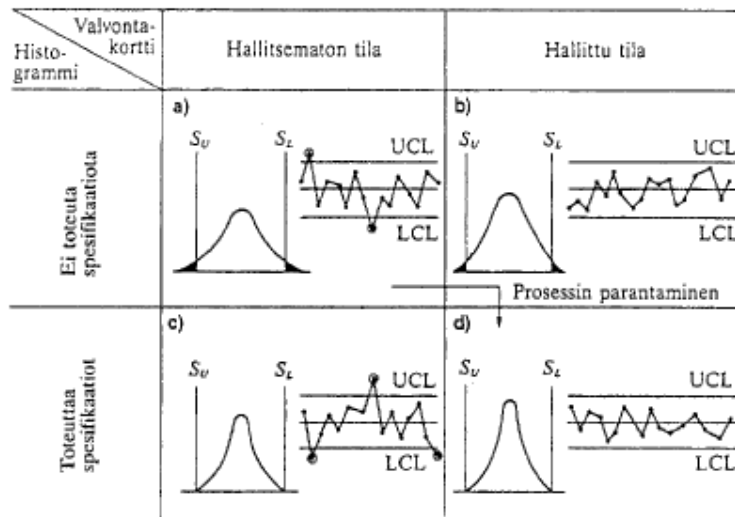 Valvonta-
kortti
Histo-
grammi
Hallitsematon tila
Hallittu tila
Ei toteuta
spesifikaatiota
a)
S_U
S_L
UCL
LCL
b)
S_U
S_L
UCL
LCL
Prosessin parantaminen
Toteuttaa
spesifikaatiot
c)
S_U
S_L
UCL
LCL
d)
S_U
S_L
UCL
LCL